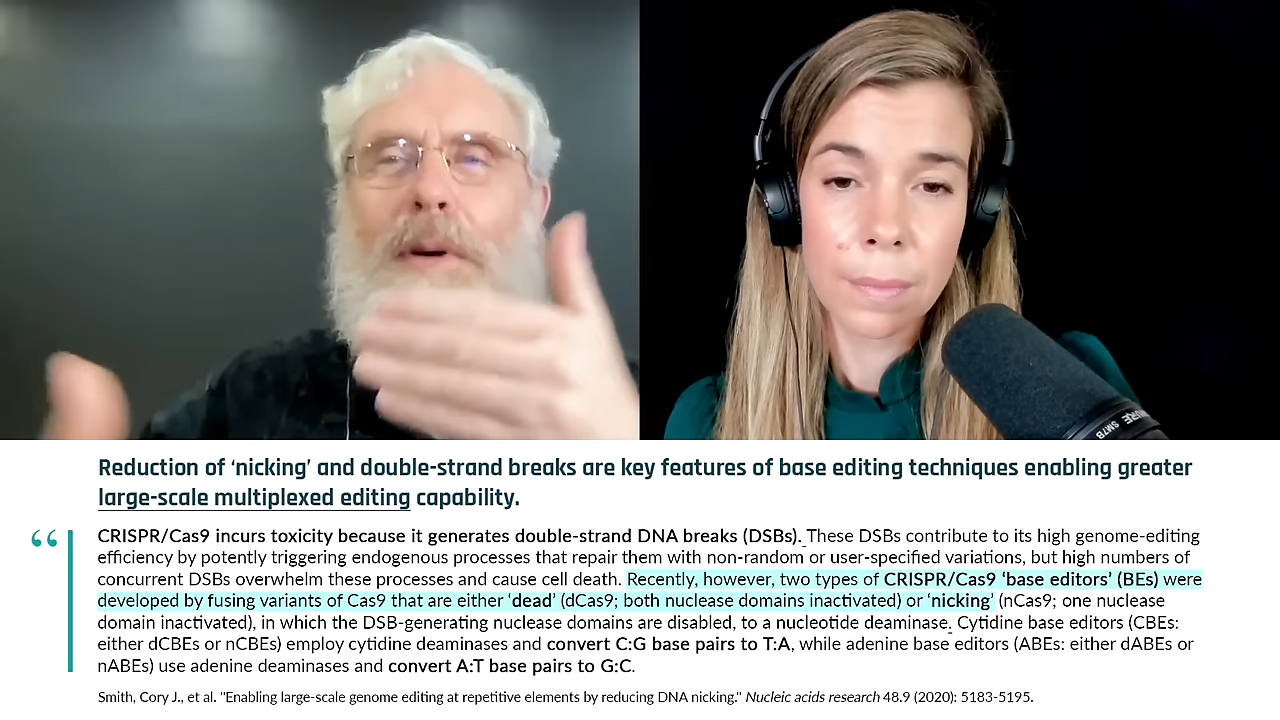 SHURE SM7B
Reduction of ‘nicking’ and double-strand breaks are key features of base editing techniques enabling greater
large-scale multiplexed editing capability.
“ CRISPR/Cas9 incurs toxicity because it generates double-strand DNA breaks (DSBs). These DSBs contribute to its high genome-editing
efficiency by potently triggering endogenous processes that repair them with non-random or user-specified variations, but high numbers of
concurrent DSBs overwhelm these processes and cause cell death. Recently, however, two types of CRISPR/Cas9 ‘base editors’ (BEs) were
developed by fusing variants of Cas9 that are either ‘dead’ (dCas9; both nuclease domains inactivated) or ‘nicking’ (nCas9; one nuclease
domain inactivated), in which the DSB-generating nuclease domains are disabled, to a nucleotide deaminase. Cytidine base editors (CBEs:
either dCBEs or nCBEs) employ cytidine deaminases and convert C:G base pairs to T:A, while adenine base editors (ABEs: either dABEs or
nABEs) use adenine deaminases and convert A:T base pairs to G:C.
Smith, Cory J., et al. "Enabling large-scale genome editing at repetitive elements by reducing DNA nicking." Nucleic acids research 48.9 (2020): 5183-5195.